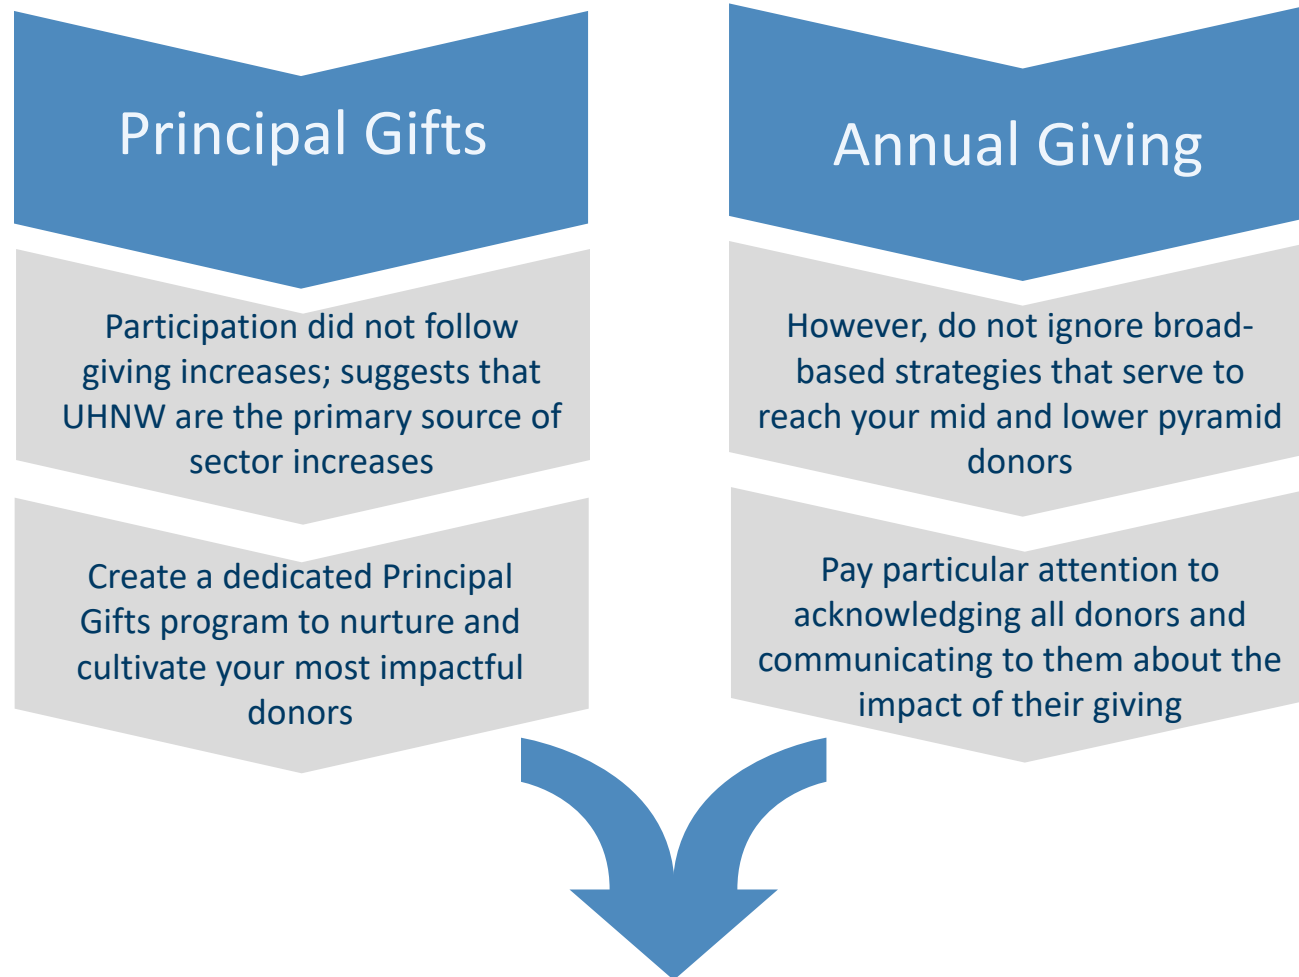 Principal Gifts
Participation did not follow
giving increases; suggests that
UHNW are the primary source of
sector increases
Create a dedicated Principal
Gifts program to nurture and
cultivate your most impactful
donors
Annual Giving
However, do not ignore broad-
based strategies that serve to
reach your mid and lower pyramid
donors
Pay particular attention to
acknowledging all donors and
communicating to them about the
impact of their giving